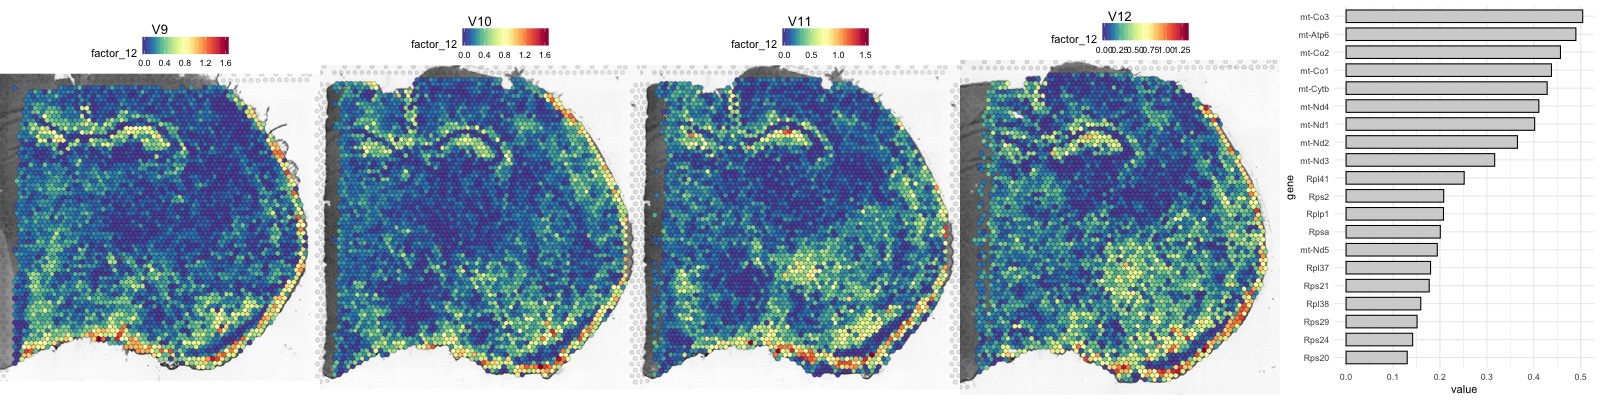 V9
factor_12
0.0 0.4 0.8 1.2 1.6
V10
factor_12
0.0 0.4 0.8 1.2 1.6
V11
factor_12
0.0 0.5 1.0 1.5
V12
factor_12
0.00 0.25 0.50 0.75 1.00 1.25
gene
mt-Co3
mt-Atp6
mt-Co2
mt-Co1
mt-Cytb
mt-Nd4
mt-Nd1
mt-Nd2
mt-Nd3
Rpl41
Rps2
Rplp1
Rpsa
mt-Nd5
Rpl37
Rps21
Rpl38
Rps29
Rps24
Rps20
0.0 0.1 0.2 0.3 0.4 0.5
value